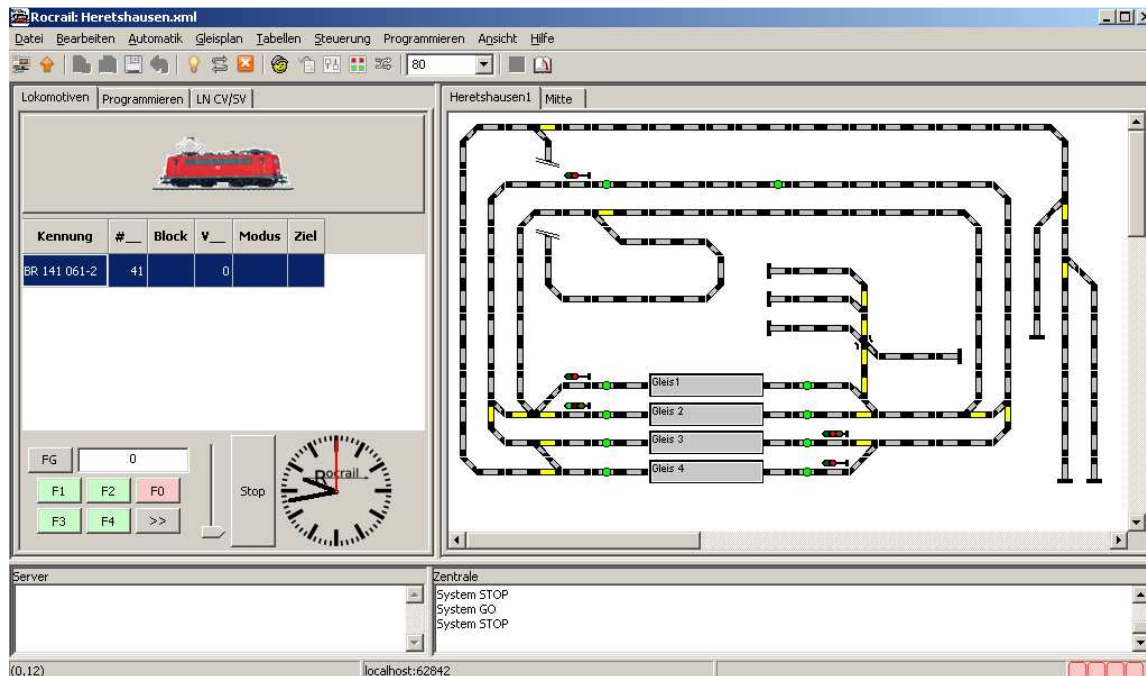 Rocrail: Heretshausen.xml
Datei Bearbeiten Automatik Gleisplan Tabellen Steuerung Programmieren Ansicht Hilfe
80
Lokomotiven Programmieren LN CV/SV
Heretshausen1 Mitte
Kennung #__ Block V__ Modus Ziel
BR 141 061-2 41 0
Gleis1
Gleis 2
Gleis 3
Gleis 4
FG 0
F1 F2 F0
F3 F4 >>
Stop
Rocrail
Server
Zentrale
System STOP
System GO
System STOP
(0,12) localhost:62842